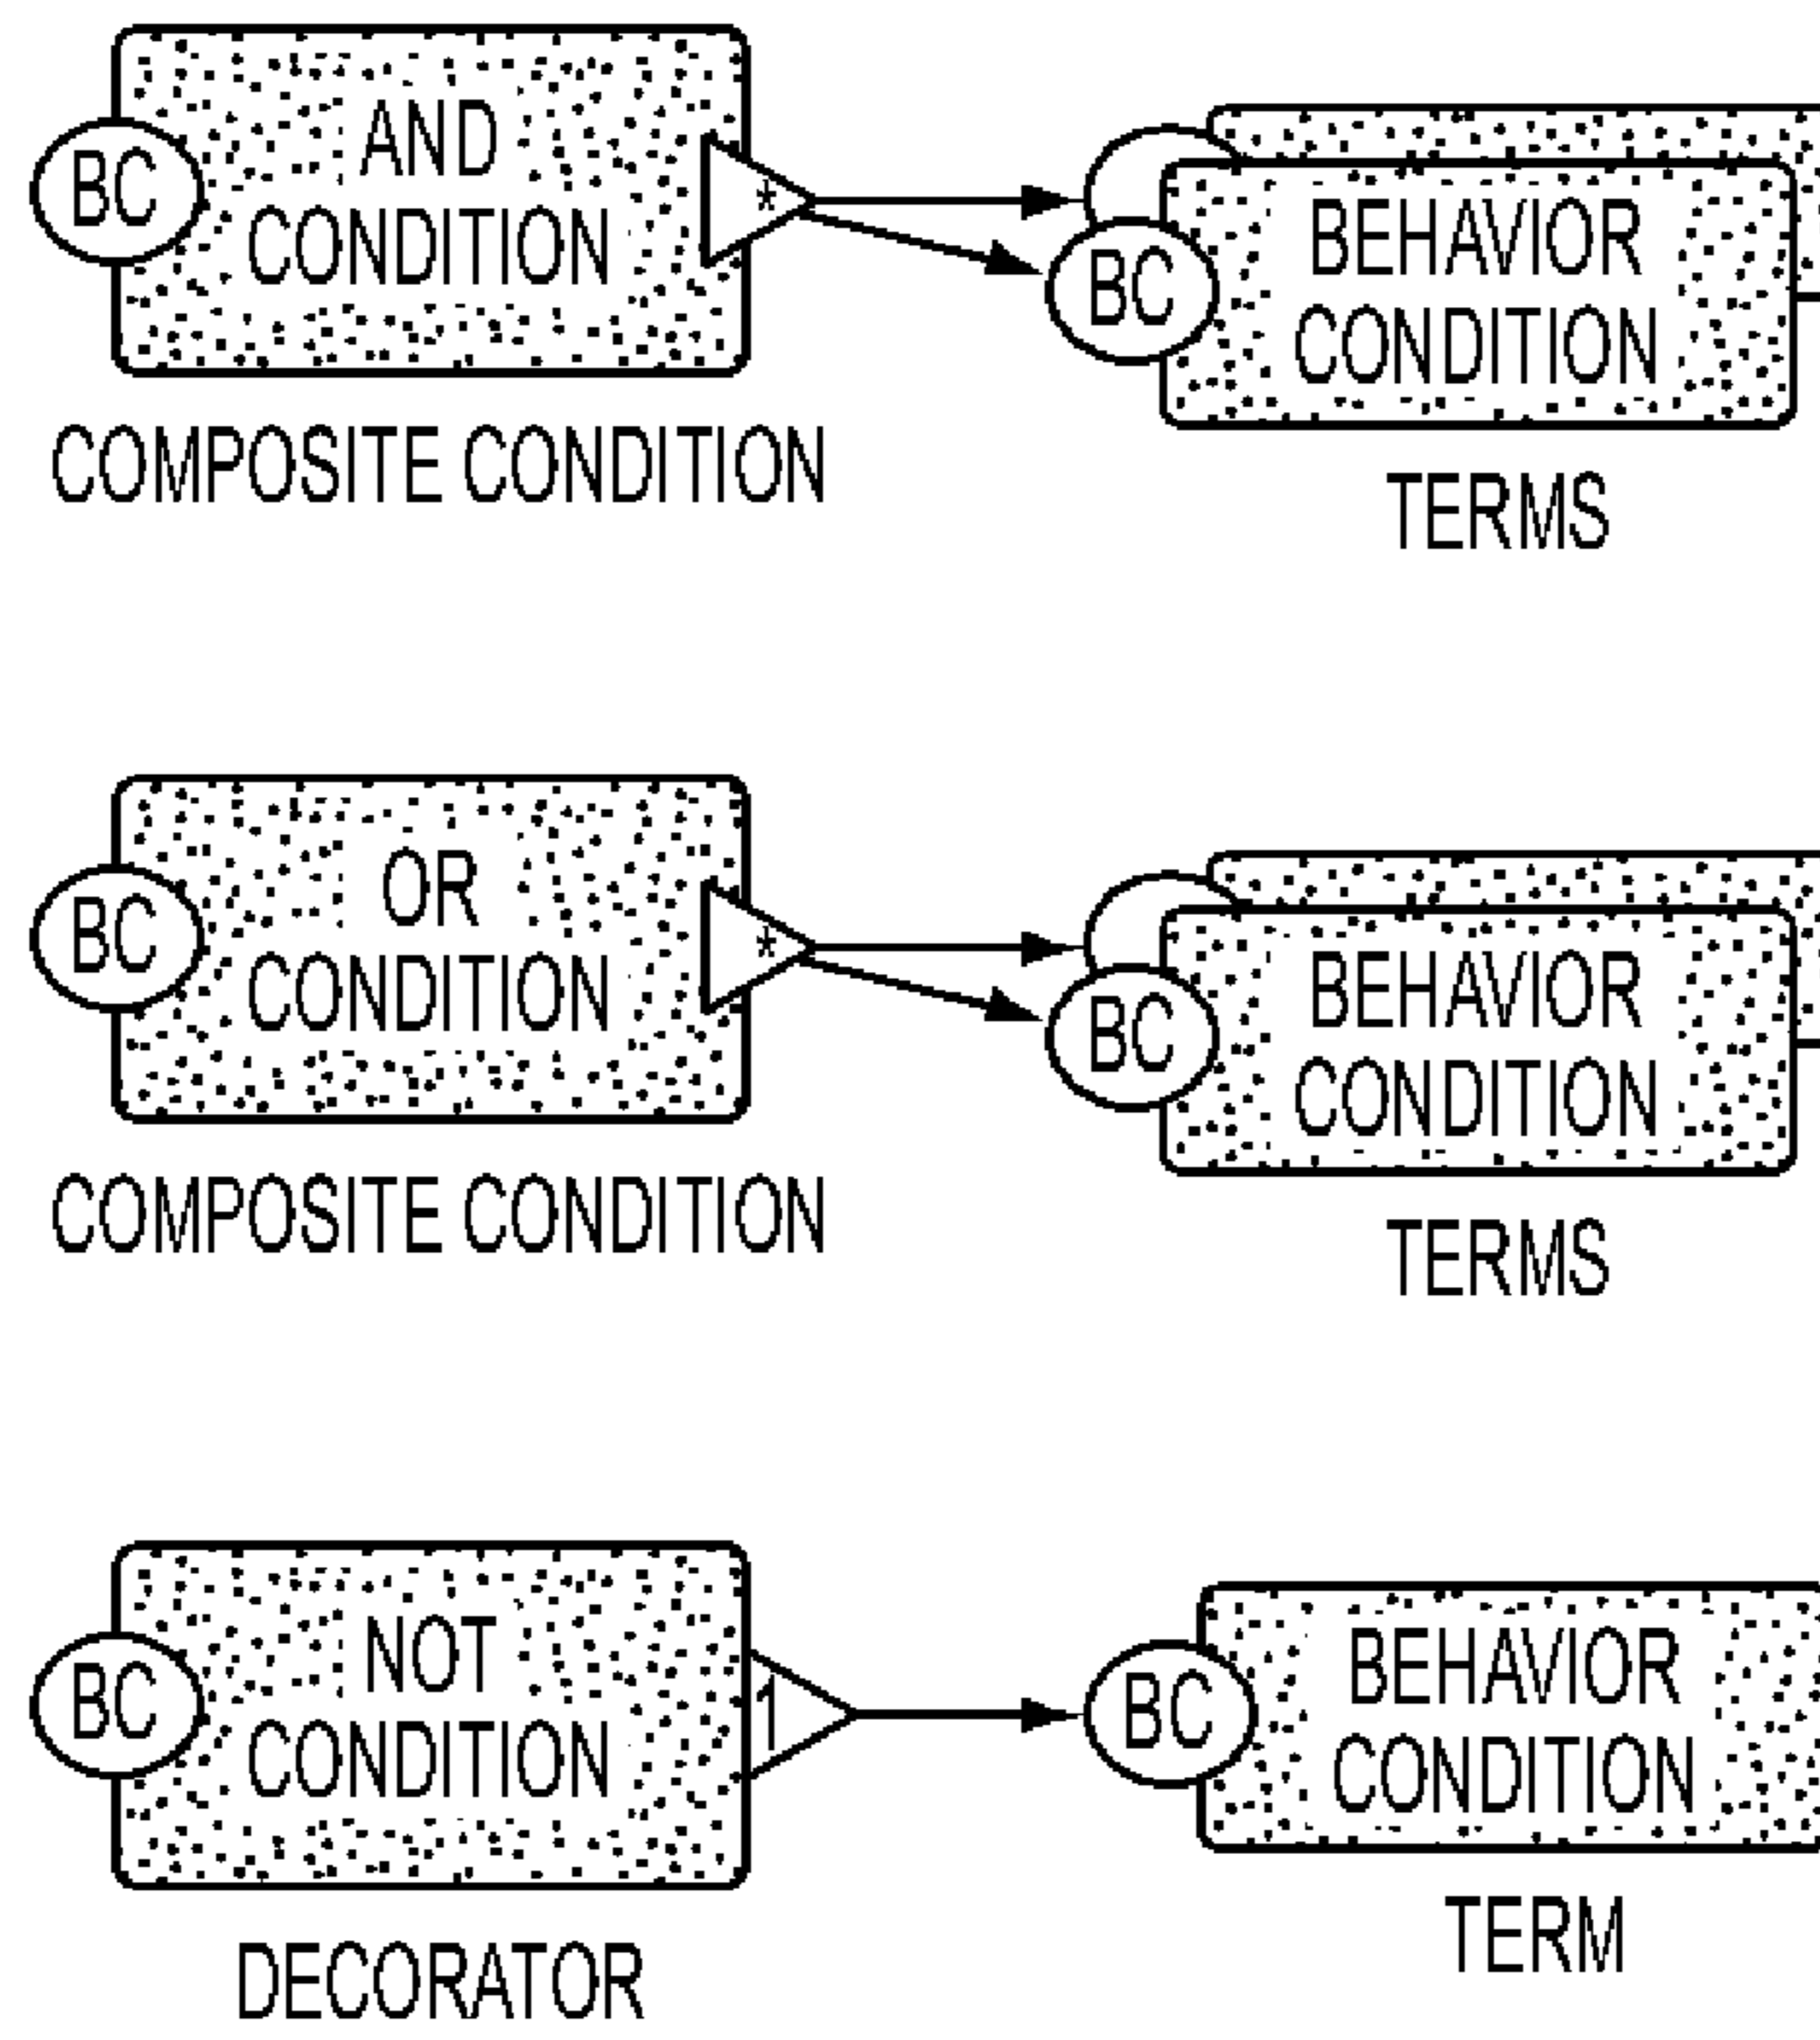 AND
CONDITION
BC
*
BEHAVIOR
CONDITION
BC
COMPOSITE CONDITION
TERMS
OR
CONDITION
BC
*
BEHAVIOR
CONDITION
BC
COMPOSITE CONDITION
TERMS
NOT
CONDITION
BC
1
BEHAVIOR
CONDITION
BC
TERM
DECORATOR